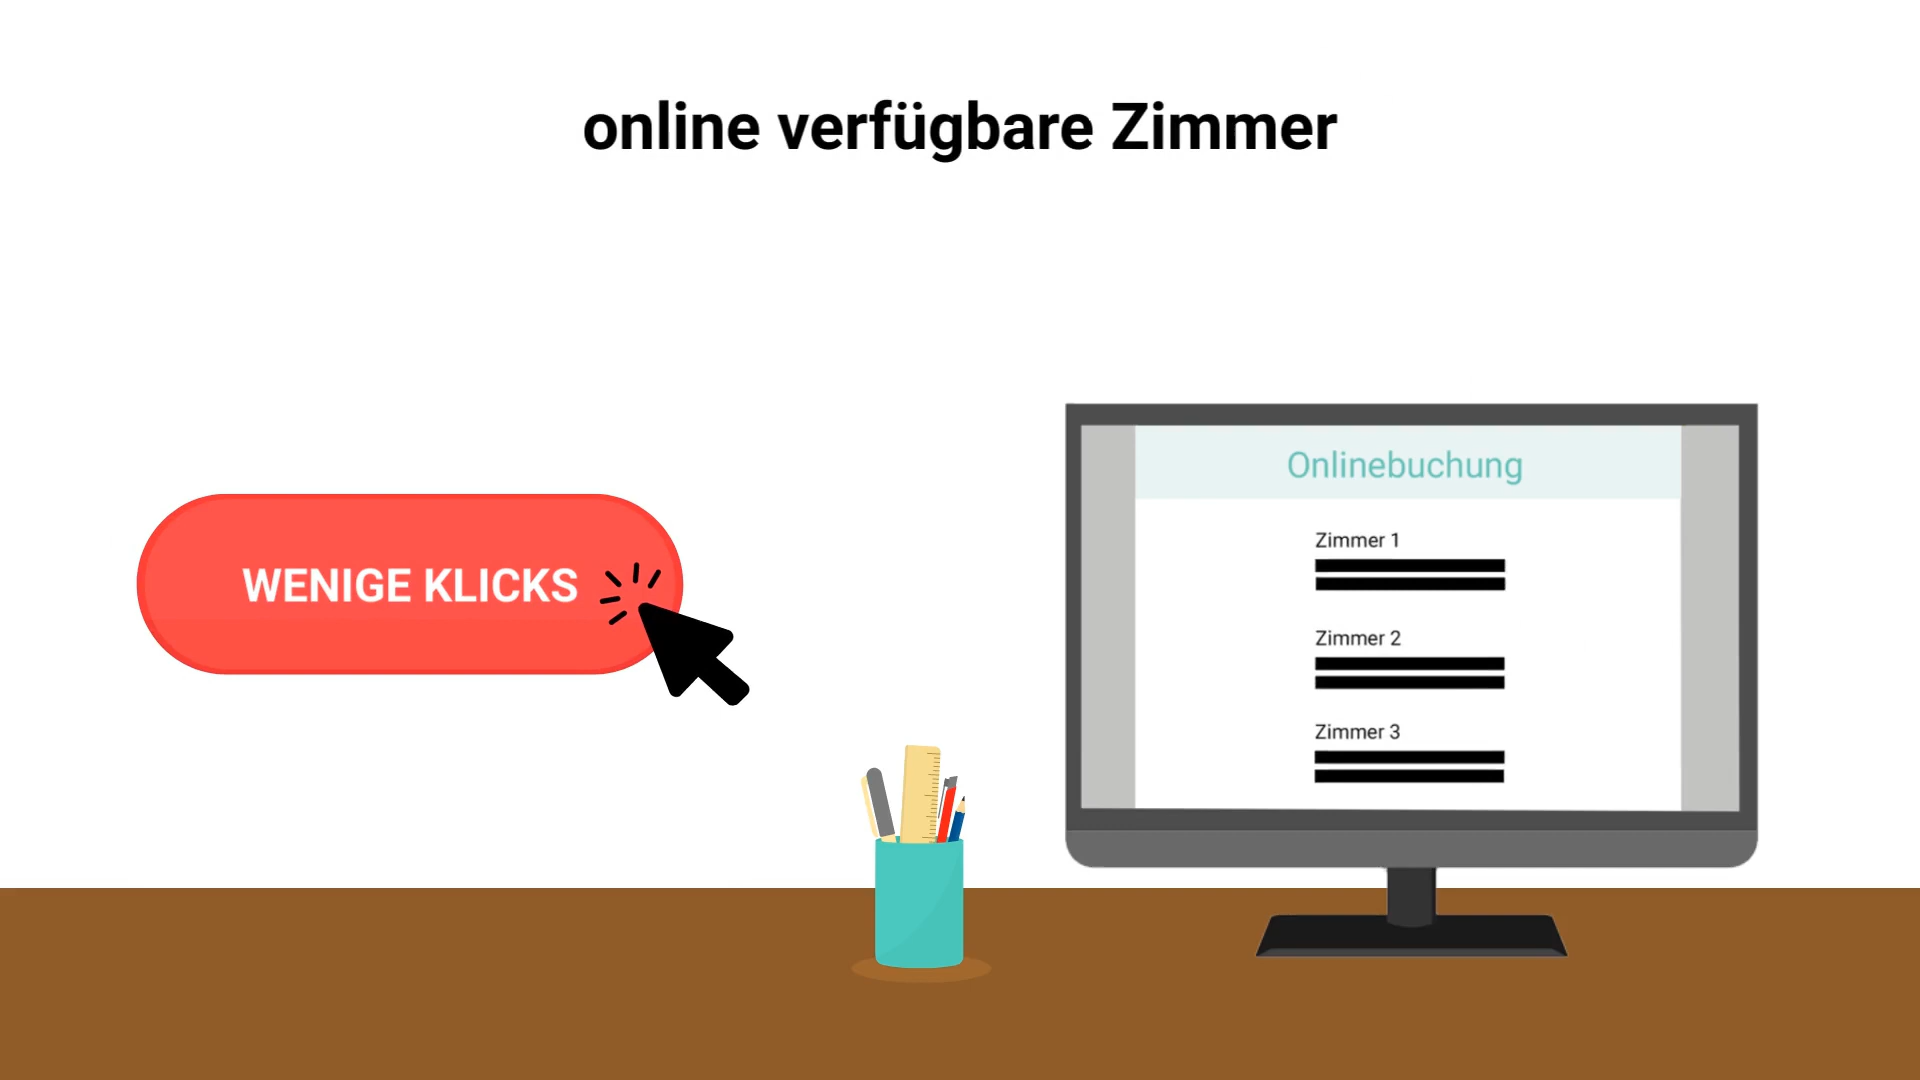 online verfügbare Zimmer
WENIGE KLICKS
Onlinebuchung
Zimmer 1
Zimmer 2
Zimmer 3